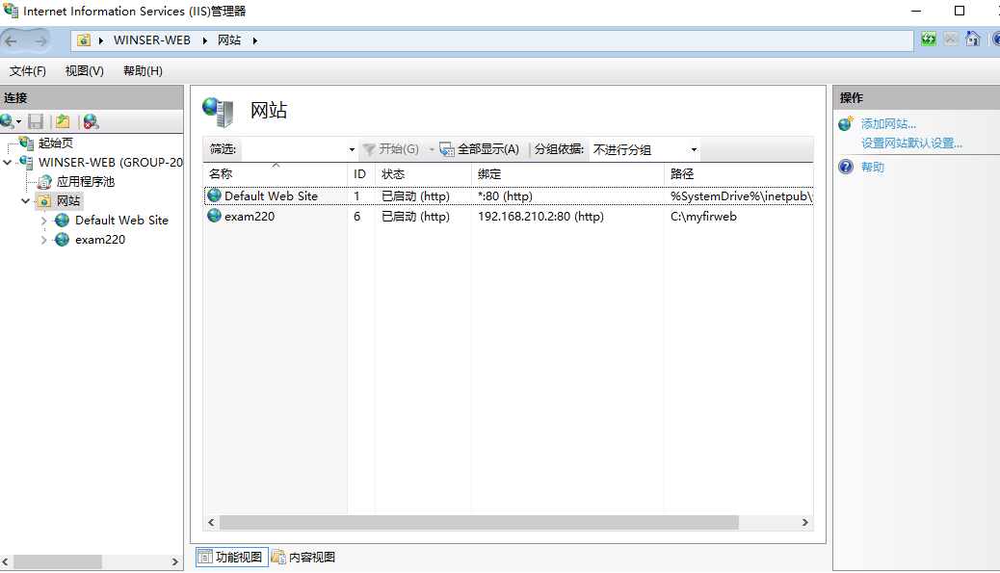 Internet Information Services (IIS)管理器
WINSER-WEB 网站
文件(F) 视图(V) 帮助(H)
连接
起始页
WINSER-WEB (GROUP-20
应用程序池
网站
Default Web Site
exam220
网站
筛选: 开始(G) 全部显示(A) 分组依据: 不进行分组
名称 ID 状态 绑定 路径
Default Web Site 1 已启动 (http) *:80 (http) %SystemDrive%\inetpub\
exam220 6 已启动 (http) 192.168.210.2:80 (http) C:\myfirweb
功能视图 内容视图
操作
添加网站...
设置网站默认设置...
帮助